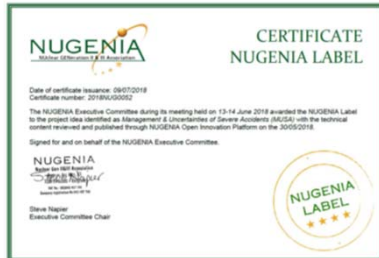 NUGENIA
NUclear GENeration II & III Association
CERTIFICATE
NUGENIA LABEL
Date of certificate issuance: 09/07/2018
Certificate number: 2018NUG0052
The NUGENIA Executive Committee during its meeting held on 13-14 June 2018 awarded the NUGENIA Label
to the project idea identified as Management & Uncertainties of Severe Accidents (MUSA) with the technical
content reviewed and published through NUGENIA Open Innovation Platform on the 30/05/2018.
Signed for and on behalf of the NUGENIA Executive Committee.
NUGENIA
Steve Napier
Executive Committee Chair
NUGENIA
LABEL